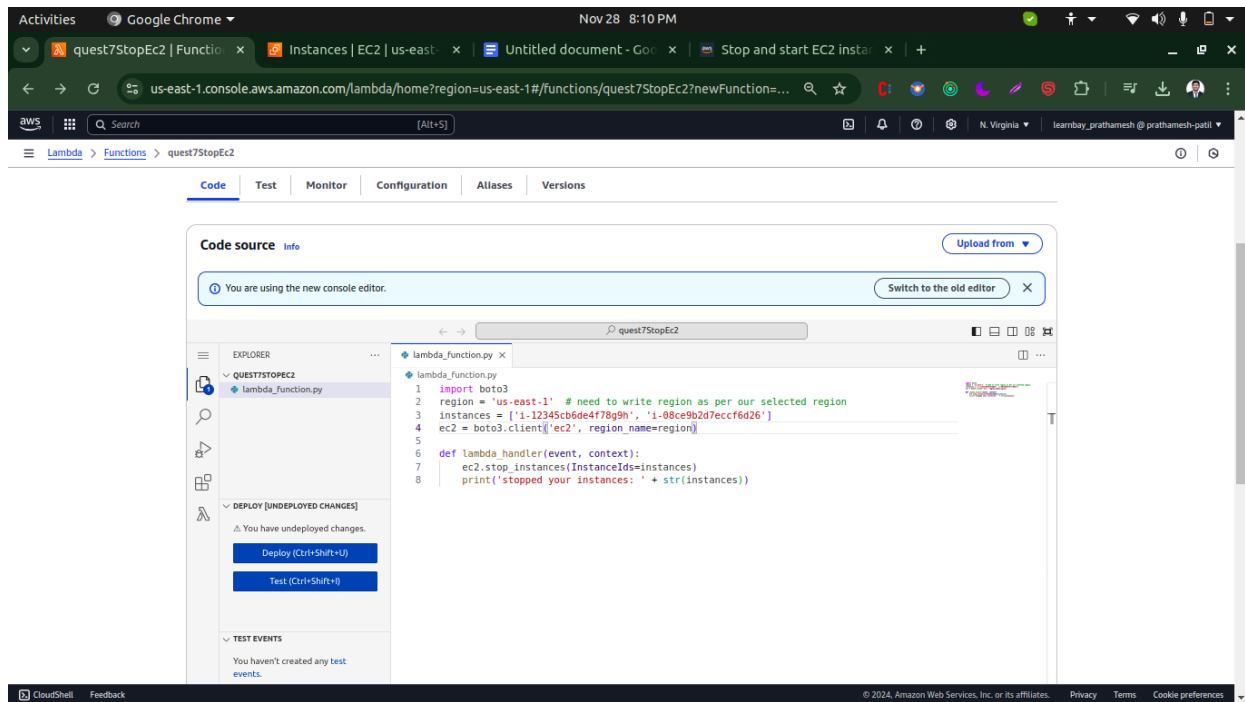 Activities Google Chrome Nov 28 8:10 PM
quest7StopEc2 | Functio Instances | EC2 | us-east- Untitled document - Goo Stop and start EC2 instan
us-east-1.console.aws.amazon.com/lambda/home?region=us-east-1#/functions/quest7StopEc2?newFunction=...
aws Search [Alt+S] N. Virginia learnbay_prathamesh @ prathamesh-patil
Lambda > Functions > quest7StopEc2
Code Test Monitor Configuration Aliases Versions
Code source Info Upload from
You are using the new console editor. Switch to the old editor
quest7StopEc2
EXPLORER ... lambda_function.py
QUEST7STOPEC2
lambda_function.py
lambda_function.py
1 import boto3
2 region = 'us-east-1' # need to write region as per our selected region
3 instances = ['i-12345cb6de4f78g9h', 'i-08ce9b2d7eccf6d26']
4 ec2 = boto3.client('ec2', region_name=region)
5
6 def lambda_handler(event, context):
7 ec2.stop_instances(InstanceIds=instances)
8 print('stopped your instances: ' + str(instances))
DEPLOY [UNDEPLOYED CHANGES]
You have undeployed changes.
Deploy (Ctrl+Shift+U)
Test (Ctrl+Shift+I)
TEST EVENTS
You haven't created any test
events.
CloudShell Feedback © 2024, Amazon Web Services, Inc. or its affiliates. Privacy Terms Cookie preferences